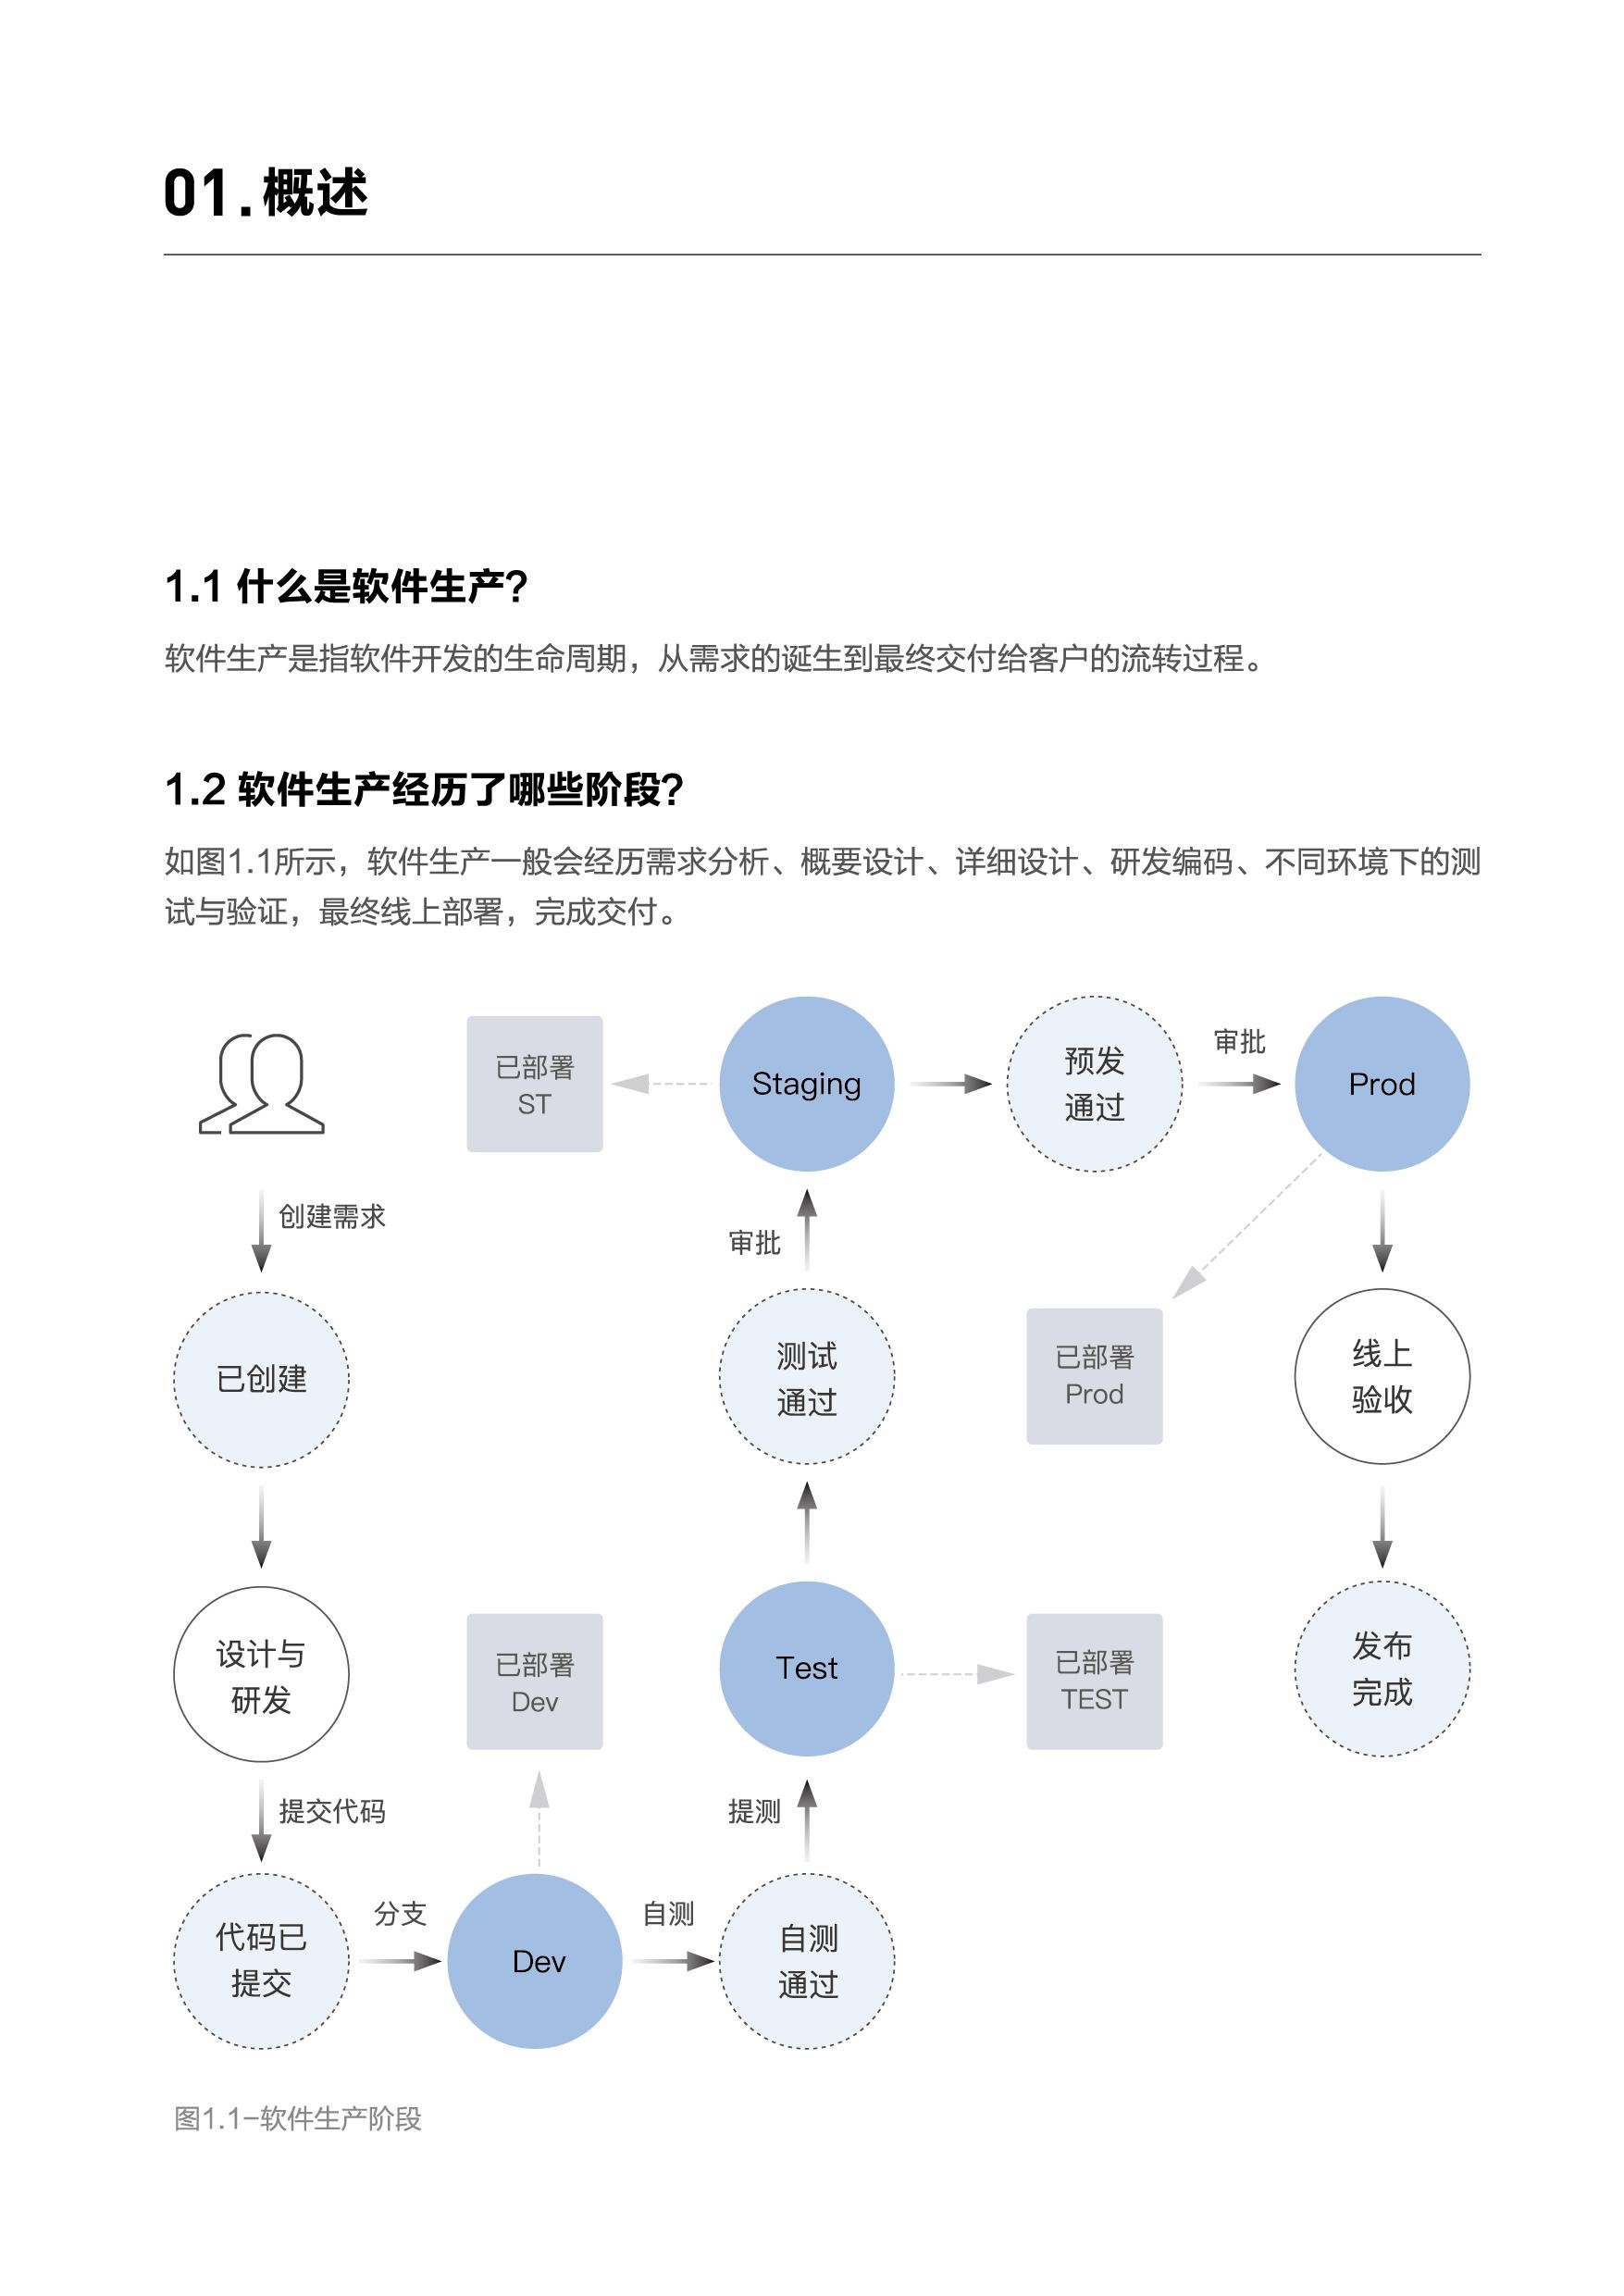 01.概述
1.1 什么是软件生产?
软件生产是指软件开发的生命周期，从需求的诞生到最终交付给客户的流转过程。
1.2 软件生产经历了哪些阶段?
如图1.1所示，软件生产一般会经历需求分析、概要设计、详细设计、研发编码、不同环境下的测
试与验证，最终线上部署，完成交付。
已部署
ST
Staging
预发
通过
审批
Prod
创建需求
审批
已创建
测试
通过
已部署
Prod
线上
验收
设计与
研发
已部署
Dev
Test
已部署
TEST
发布
完成
提交代码
提测
代码已
提交
分支
Dev
自测
自测
通过
图1.1-软件生产阶段